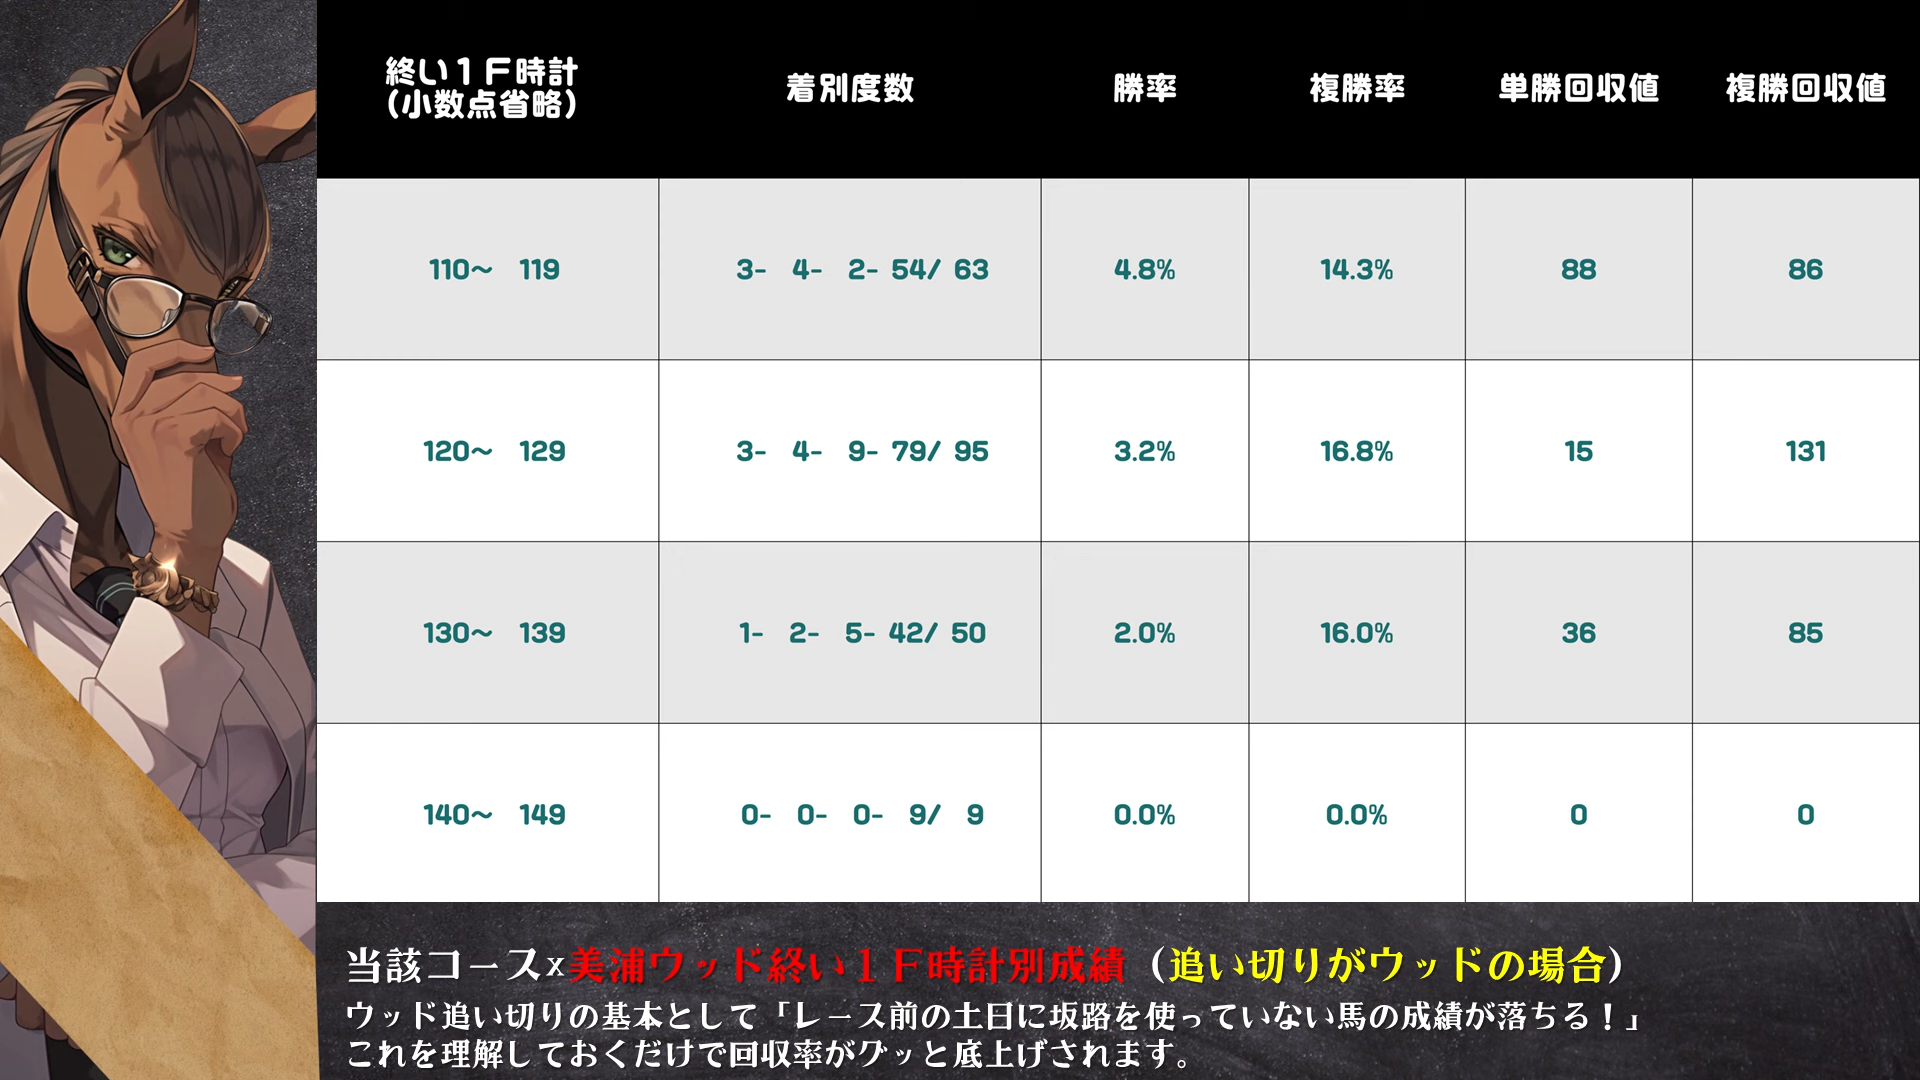 終い１Ｆ時計
（小数点省略）
着別度数
勝率
複勝率
単勝回収値
複勝回収値
110～ 119
3- 4- 2- 54/ 63
4.8%
14.3%
88
86
120～ 129
3- 4- 9- 79/ 95
3.2%
16.8%
15
131
130～ 139
1- 2- 5- 42/ 50
2.0%
16.0%
36
85
140～ 149
0- 0- 0- 9/ 9
0.0%
0.0%
0
0
当該コースx美浦ウッド終い１Ｆ時計別成績（追い切りがウッドの場合）
ウッド追い切りの基本として「レース前の土日に坂路を使っていない馬の成績が落ちる！」
これを理解しておくだけで回収率がグッと底上げされます。